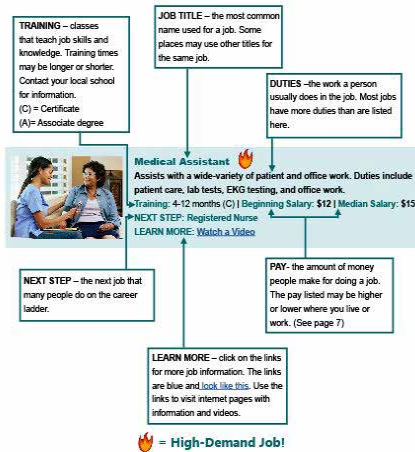 TRAINING – classes
that teach job skills and
knowledge. Training times
may be longer or shorter.
Contact your local school
for information.
(C) = Certificate
(A)= Associate degree
JOB TITLE – the most common
name used for a job. Some
places may use other titles for
the same job.
DUTIES –the work a person
usually does in the job. Most jobs
have more duties than are listed
here.
Medical Assistant
Assists with a wide-variety of patient and office work. Duties include
patient care, lab tests, EKG testing, and office work.
Training: 4-12 months (C) | Beginning Salary: $12 | Median Salary: $15
NEXT STEP: Registered Nurse
LEARN MORE: Watch a Video
NEXT STEP – the next job that
many people do on the career
ladder.
PAY- the amount of money
people make for doing a job.
The pay listed may be higher
or lower where you live or
work. (See page 7)
LEARN MORE – click on the links
for more job information. The links
are blue and look like this. Use the
links to visit internet pages with
information and videos.
= High-Demand Job!